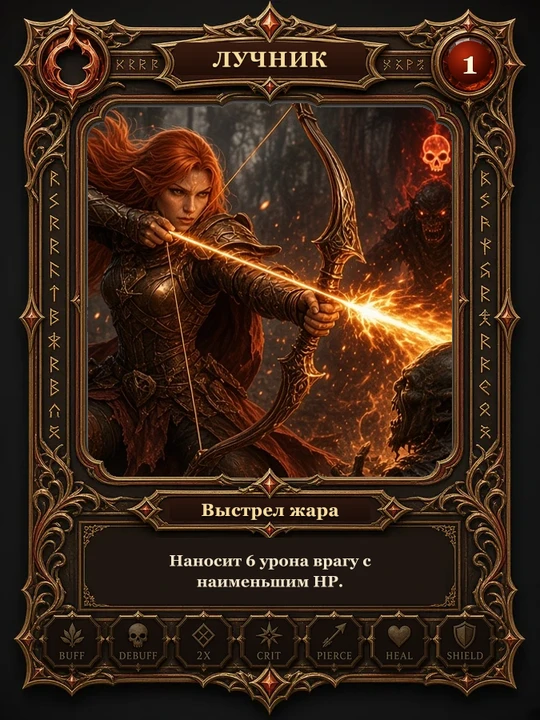 ЛУЧНИК
1
Выстрел жара
Наносит 6 урона врагу с
наименьшим HP.
BUFF
DEBUFF
2X
CRIT
PIERCE
HEAL
SHIELD